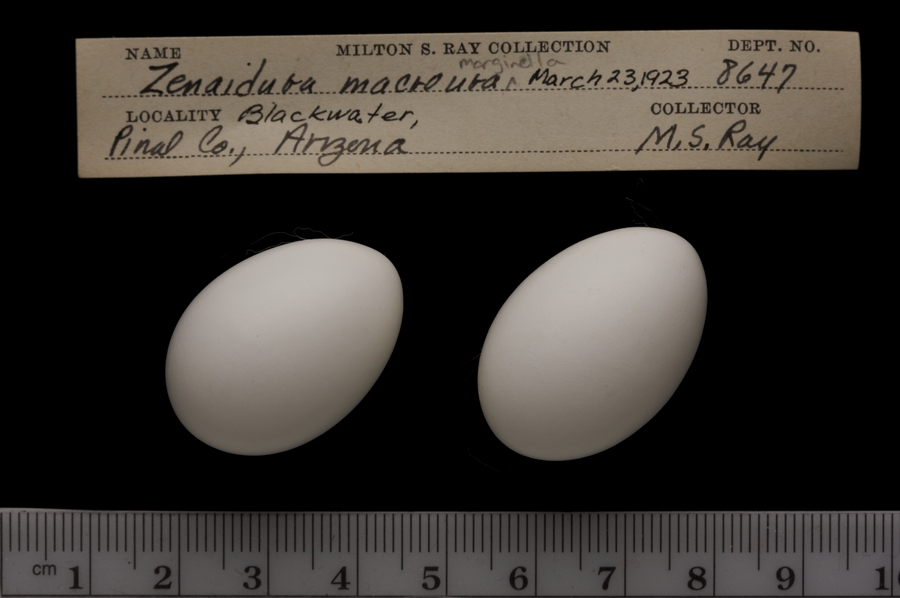 NAME MILTON S. RAY COLLECTION DEPT. NO.
marginella
Zenaidura macroura ^ March 23, 1923 8647
LOCALITY Blackwater, COLLECTOR
Pinal Co., Arizona M. S. Ray
cm 1 2 3 4 5 6 7 8 9 1